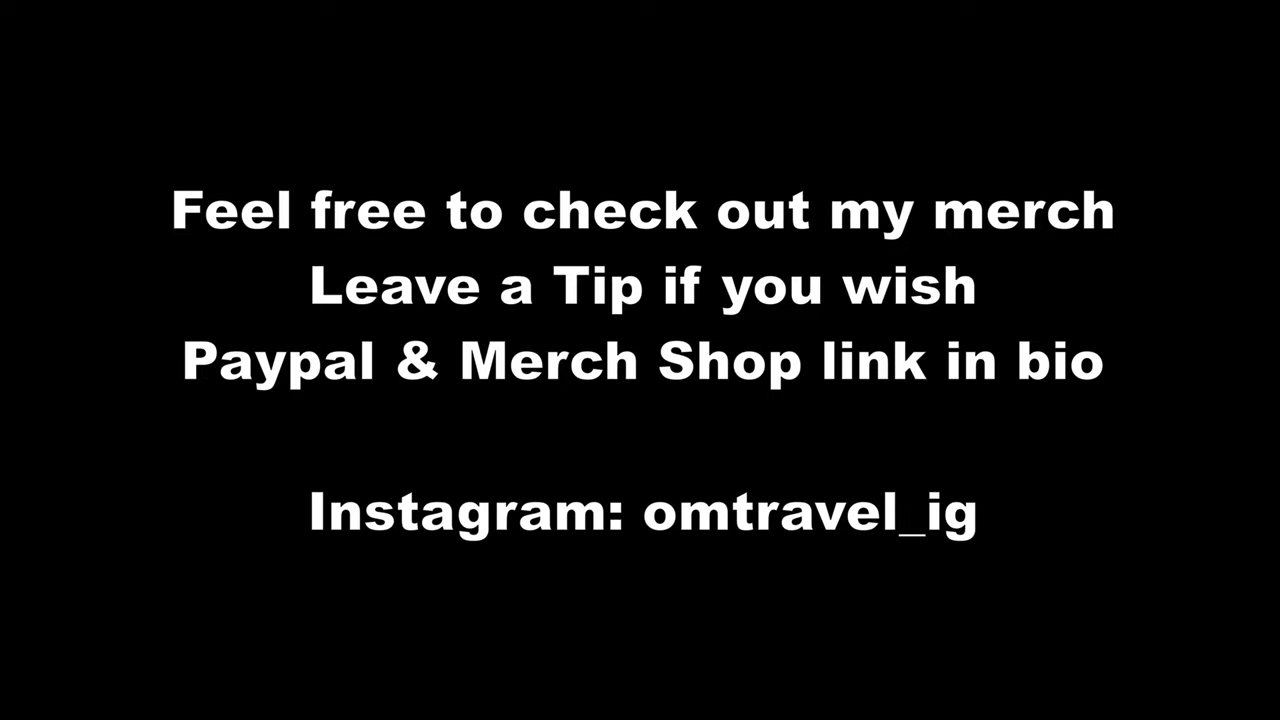 Feel free to check out my merch
Leave a Tip if you wish
Paypal & Merch Shop link in bio
Instagram: omtravel_ig